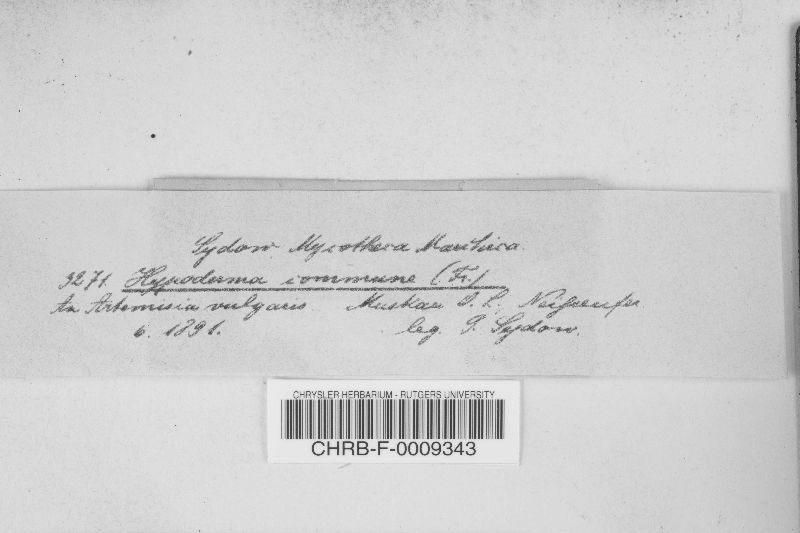 Sydow. Mycotheca Marchica.
3271. Hypoderma commune (Fr.)
An Artemisia vulgaris. Muskau O. L. Neißeufer.
6. 1891. leg. P. Sydow.
CHRYSLER HERBARIUM - RUTGERS UNIVERSITY
CHRB-F-0009343